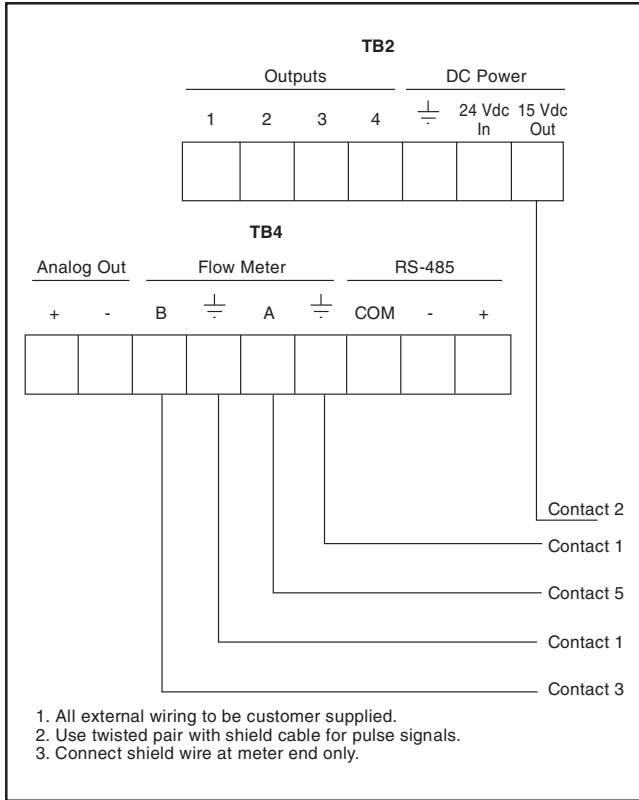 TB2
Outputs DC Power
1 2 3 4 24 Vdc In 15 Vdc Out
TB4
Analog Out Flow Meter RS-485
+ - B A COM - +
Contact 2
Contact 1
Contact 5
Contact 1
Contact 3
1. All external wiring to be customer supplied.
2. Use twisted pair with shield cable for pulse signals.
3. Connect shield wire at meter end only.